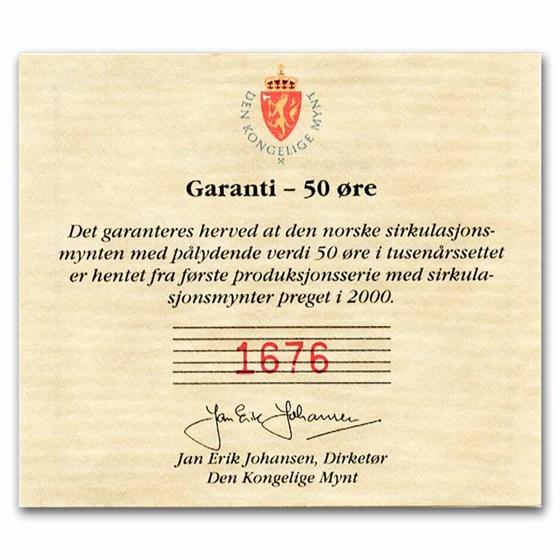 DEN KONGELIGE MYNT
Garanti – 50 øre
Det garanteres herved at den norske sirkulasjons-
mynten med pålydende verdi 50 øre i tusenårssettet
er hentet fra første produksjonsserie med sirkula-
sjonsmynter preget i 2000.
1676
Jan Erik Johansen
Jan Erik Johansen, Dirketør
Den Kongelige Mynt